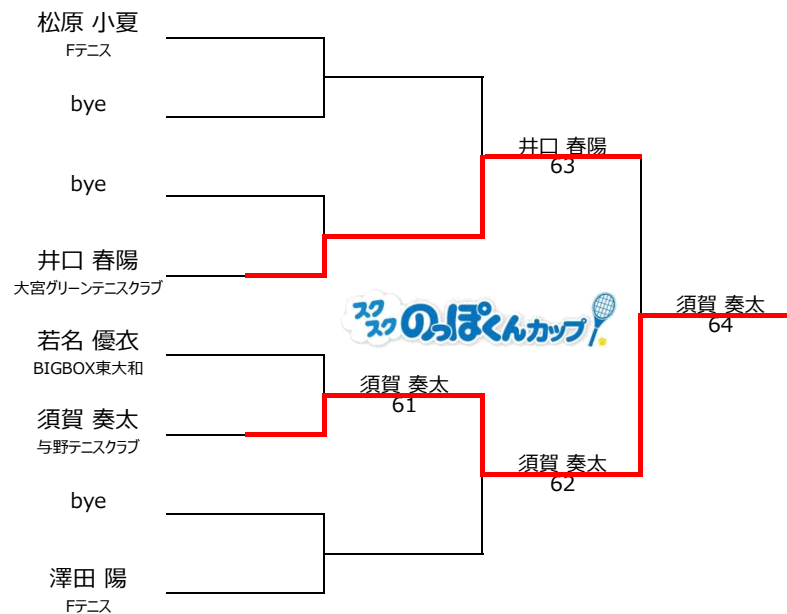 松原 小夏
Fテニス
bye
bye
井口 春陽
63
井口 春陽
大宮グリーンテニスクラブ
スクスクのっぽくんカップ
須賀 奏太
64
若名 優衣
BIGBOX東大和
須賀 奏太
61
須賀 奏太
与野テニスクラブ
須賀 奏太
62
bye
澤田 陽
Fテニス